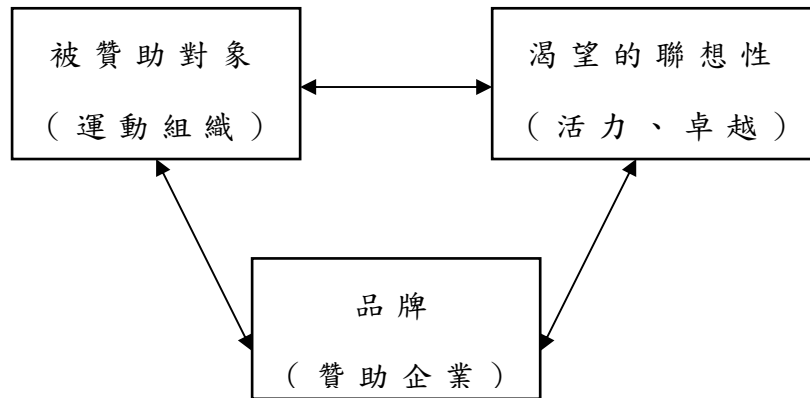 被贊助對象
（運動組織）
渴望的聯想性
（活力、卓越）
品牌
（贊助企業）